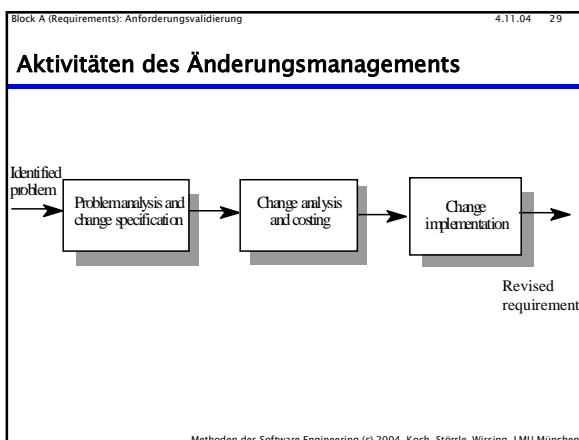 Block A (Requirements): Anforderungsvalidierung 4.11.04 29
Aktivitäten des Änderungsmanagements
Identified
problem
Problem analysis and
change specification
Change analysis
and costing
Change
implementation
Revised
requirement
Methoden des Software Engineering (c) 2004, Koch, Störrle, Wirsing, LMU München